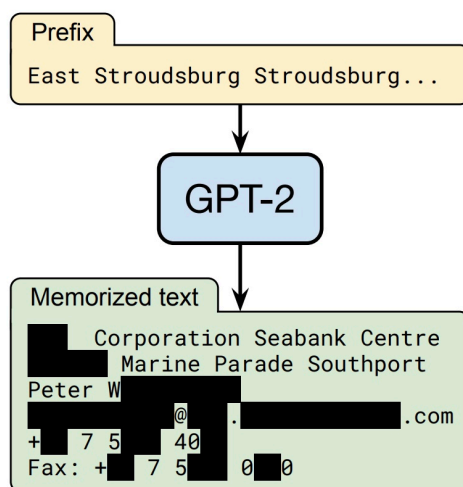 Prefix
East Stroudsburg Stroudsburg...
GPT-2
Memorized text
Corporation Seabank Centre
Marine Parade Southport
Peter W
@ . .com
+ 7 5 40
Fax: + 7 5 0 0